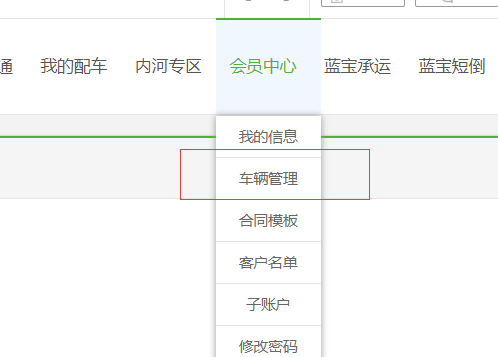 通 我的配车 内河专区 会员中心 蓝宝承运 蓝宝短倒
我的信息
车辆管理
合同模板
客户名单
子账户
修改密码